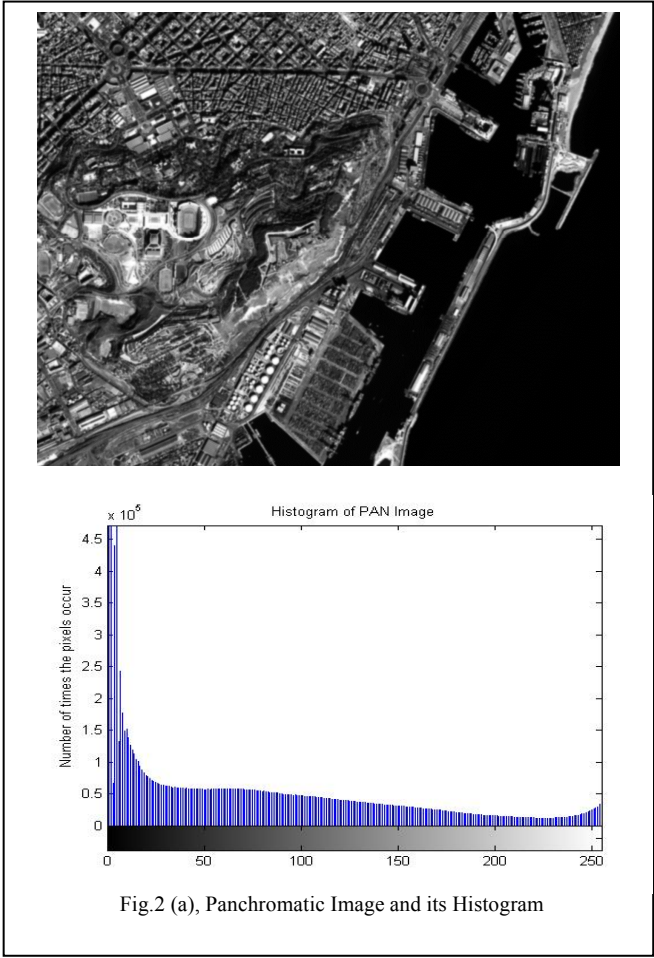 × 10⁵
Histogram of PAN Image
Number of times the pixels occur
4.5
4
3.5
3
2.5
2
1.5
1
0.5
0
0 50 100 150 200 250
Fig.2 (a), Panchromatic Image and its Histogram